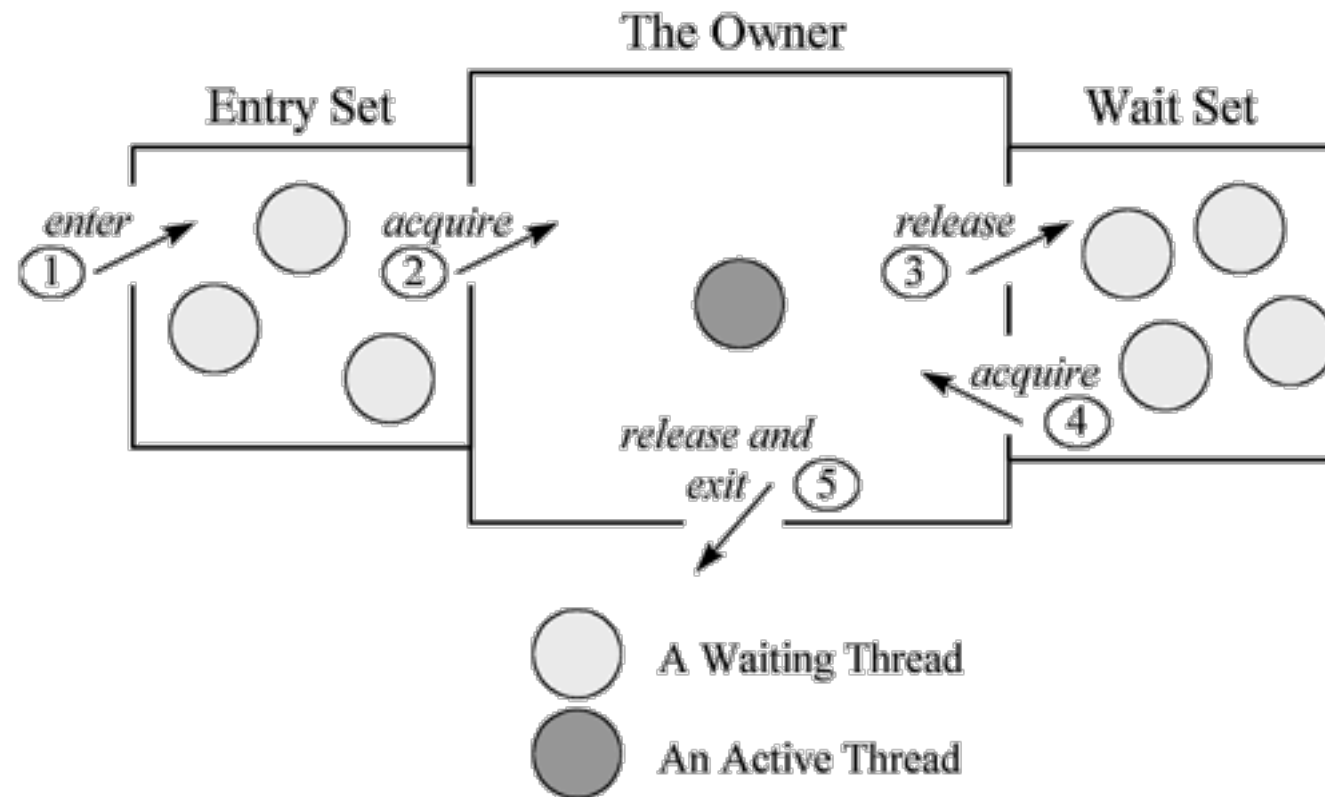 The Owner
Entry Set
Wait Set
enter
1
acquire
2
release
3
acquire
4
release and
exit
5
A Waiting Thread
An Active Thread